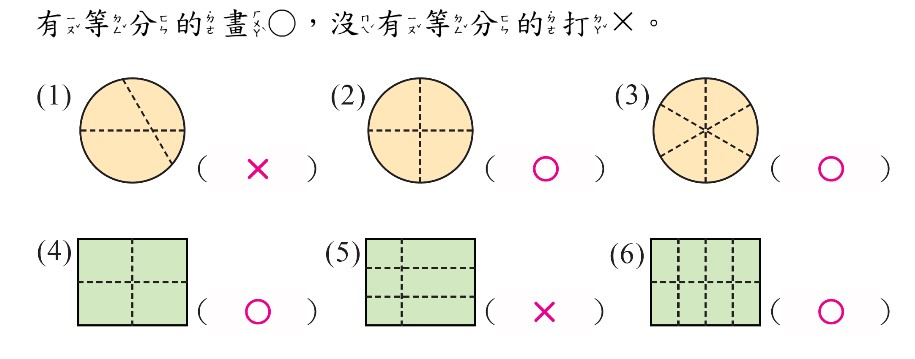 有等分的畫○，沒有等分的打×。
(1) ( × ) (2) ( ○ ) (3) ( ○ )
(4) ( ○ ) (5) ( × ) (6) ( ○ )